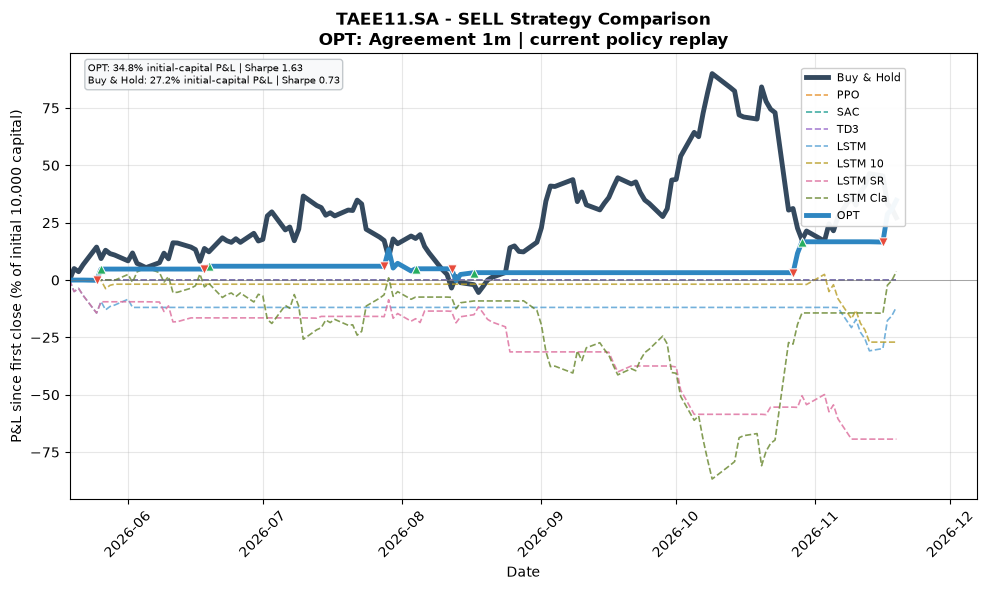 TAEE11.SA - SELL Strategy Comparison
OPT: Agreement 1m | current policy replay
OPT: 34.8% initial-capital P&L | Sharpe 1.63
Buy & Hold: 27.2% initial-capital P&L | Sharpe 0.73
Buy & Hold
PPO
SAC
TD3
LSTM
LSTM 10
LSTM SR
LSTM Cla
OPT
P&L since first close (% of initial 10,000 capital)
75
50
25
0
−25
−50
−75
2026-06
2026-07
2026-08
2026-09
2026-10
2026-11
2026-12
Date